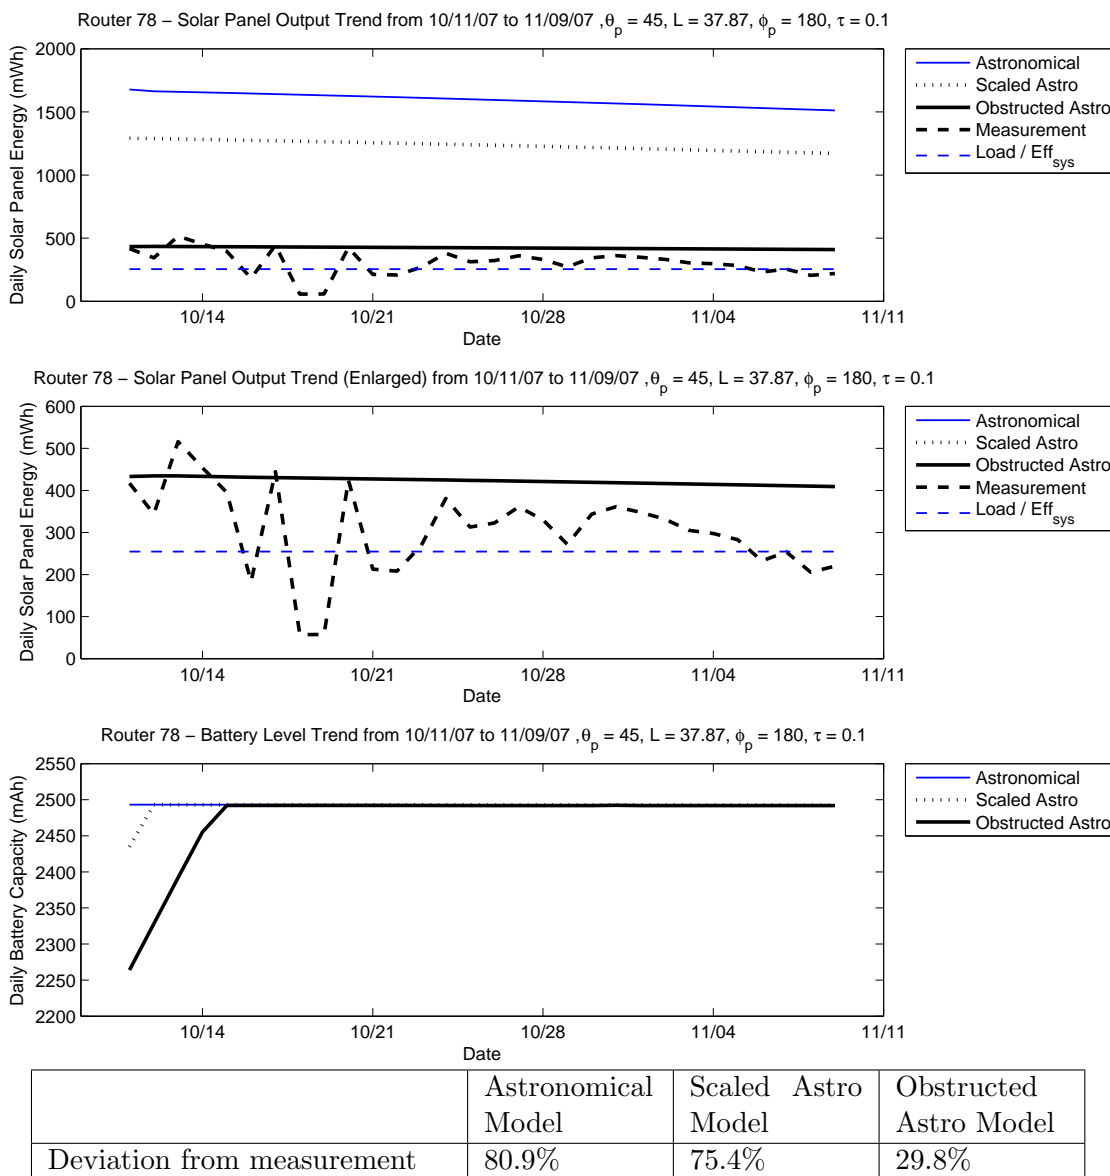 Router 78 − Solar Panel Output Trend from 10/11/07 to 11/09/07 ,θp = 45, L = 37.87, ϕp = 180, τ = 0.1
Daily Solar Panel Energy (mWh)
2000
1500
1000
500
0
10/14 10/21 10/28 11/04 11/11
Date
Astronomical
Scaled Astro
Obstructed Astro
Measurement
Load / Effsys
Router 78 − Solar Panel Output Trend (Enlarged) from 10/11/07 to 11/09/07 ,θp = 45, L = 37.87, ϕp = 180, τ = 0.1
Daily Solar Panel Energy (mWh)
600
500
400
300
200
100
0
10/14 10/21 10/28 11/04 11/11
Date
Astronomical
Scaled Astro
Obstructed Astro
Measurement
Load / Effsys
Router 78 − Battery Level Trend from 10/11/07 to 11/09/07 ,θp = 45, L = 37.87, ϕp = 180, τ = 0.1
Daily Battery Capacity (mAh)
2550
2500
2450
2400
2350
2300
2250
2200
10/14 10/21 10/28 11/04 11/11
Date
Astronomical
Scaled Astro
Obstructed Astro
Astronomical Scaled Astro Obstructed
Model Model Astro Model
Deviation from measurement 80.9% 75.4% 29.8%